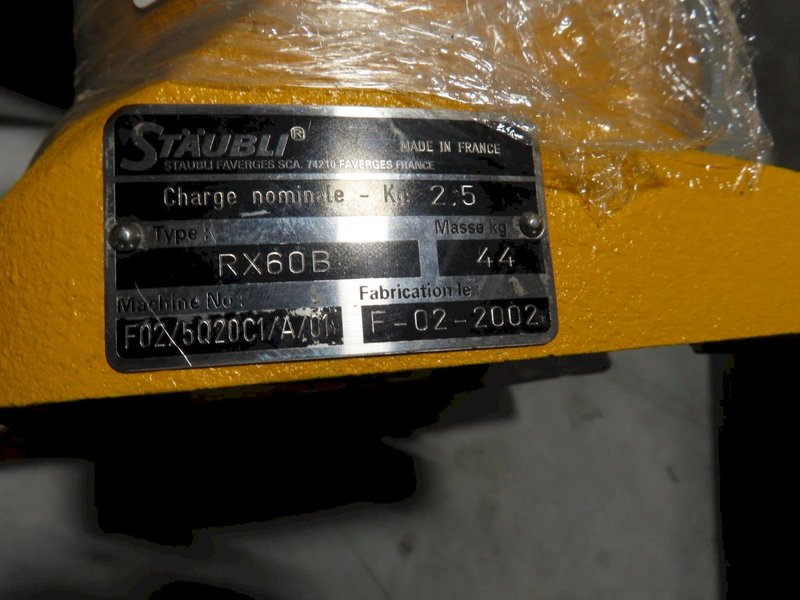 STÄUBLI®
MADE IN FRANCE
STAUBLI FAVERGES SCA. 74210 FAVERGES FRANCE
Charge nominale - Kg 2.5
Type :
Masse kg
RX60B
44
Machine No :
Fabrication le :
F02/5Q20C1/A/01
F-02-2002